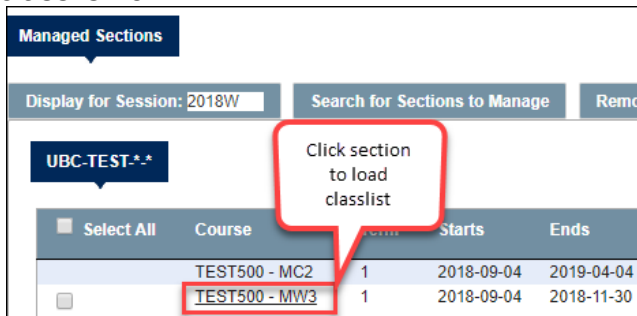 Managed Sections
Display for Session: 2018W Search for Sections to Manage
UBC-TEST-*-*
Click section
to load
classlist
Select All Course Term Starts Ends
TEST500 - MC2 1 2018-09-04 2019-04-04
TEST500 - MW3 1 2018-09-04 2018-11-30